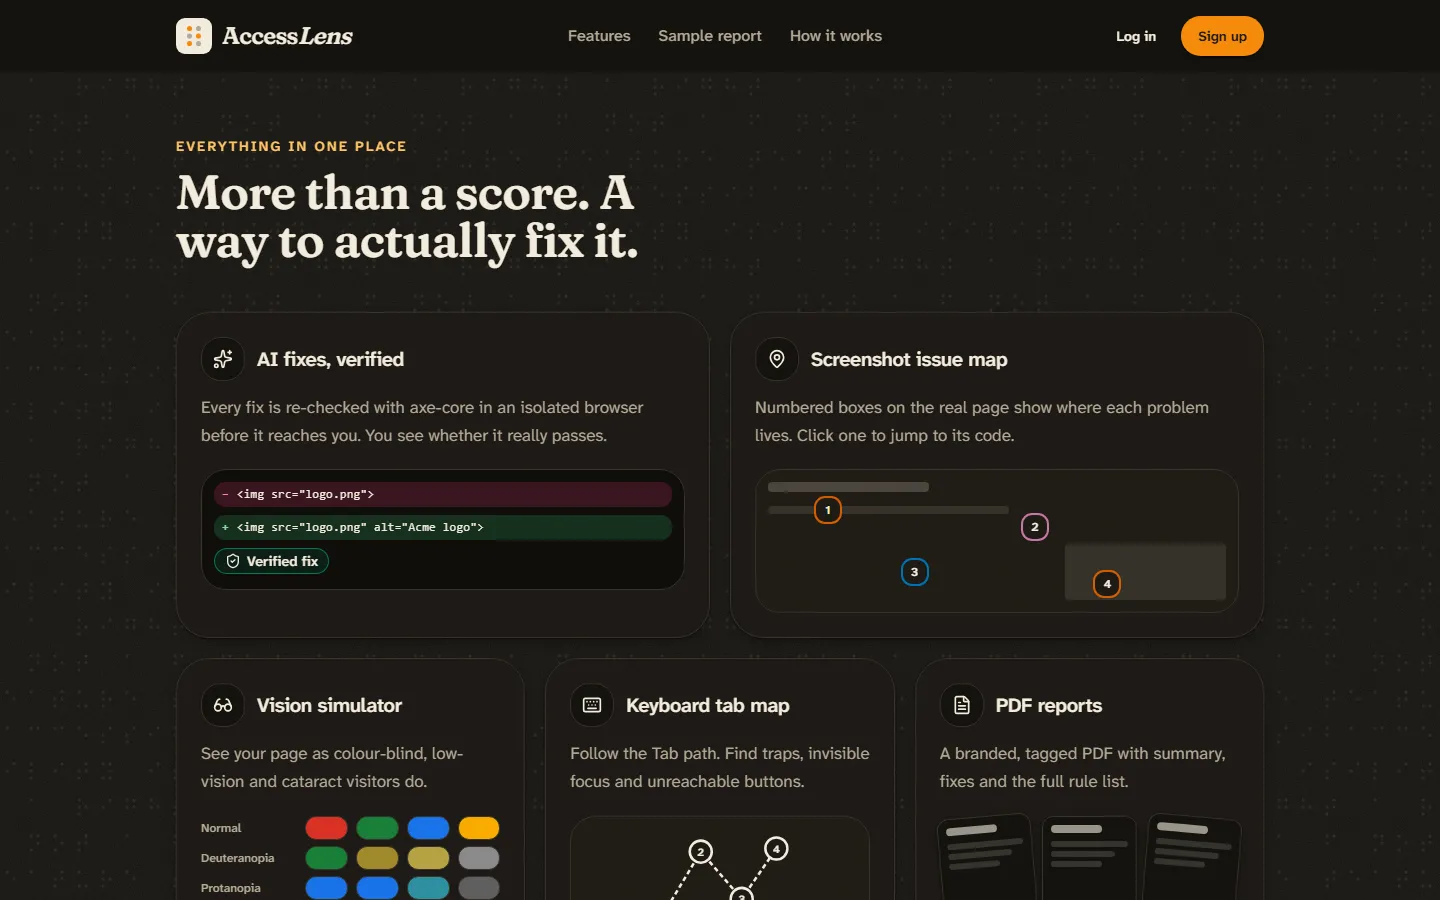 AccessLens
Features
Sample report
How it works
Log in
Sign up
EVERYTHING IN ONE PLACE
More than a score. A
way to actually fix it.
AI fixes, verified
Every fix is re-checked with axe-core in an isolated browser
before it reaches you. You see whether it really passes.
- <img src="logo.png">
+ <img src="logo.png" alt="Acme logo">
Verified fix
Screenshot issue map
Numbered boxes on the real page show where each problem
lives. Click one to jump to its code.
1
2
3
4
Vision simulator
See your page as colour-blind, low-
vision and cataract visitors do.
Normal
Deuteranopia
Protanopia
Keyboard tab map
Follow the Tab path. Find traps, invisible
focus and unreachable buttons.
2
4
3
PDF reports
A branded, tagged PDF with summary,
fixes and the full rule list.